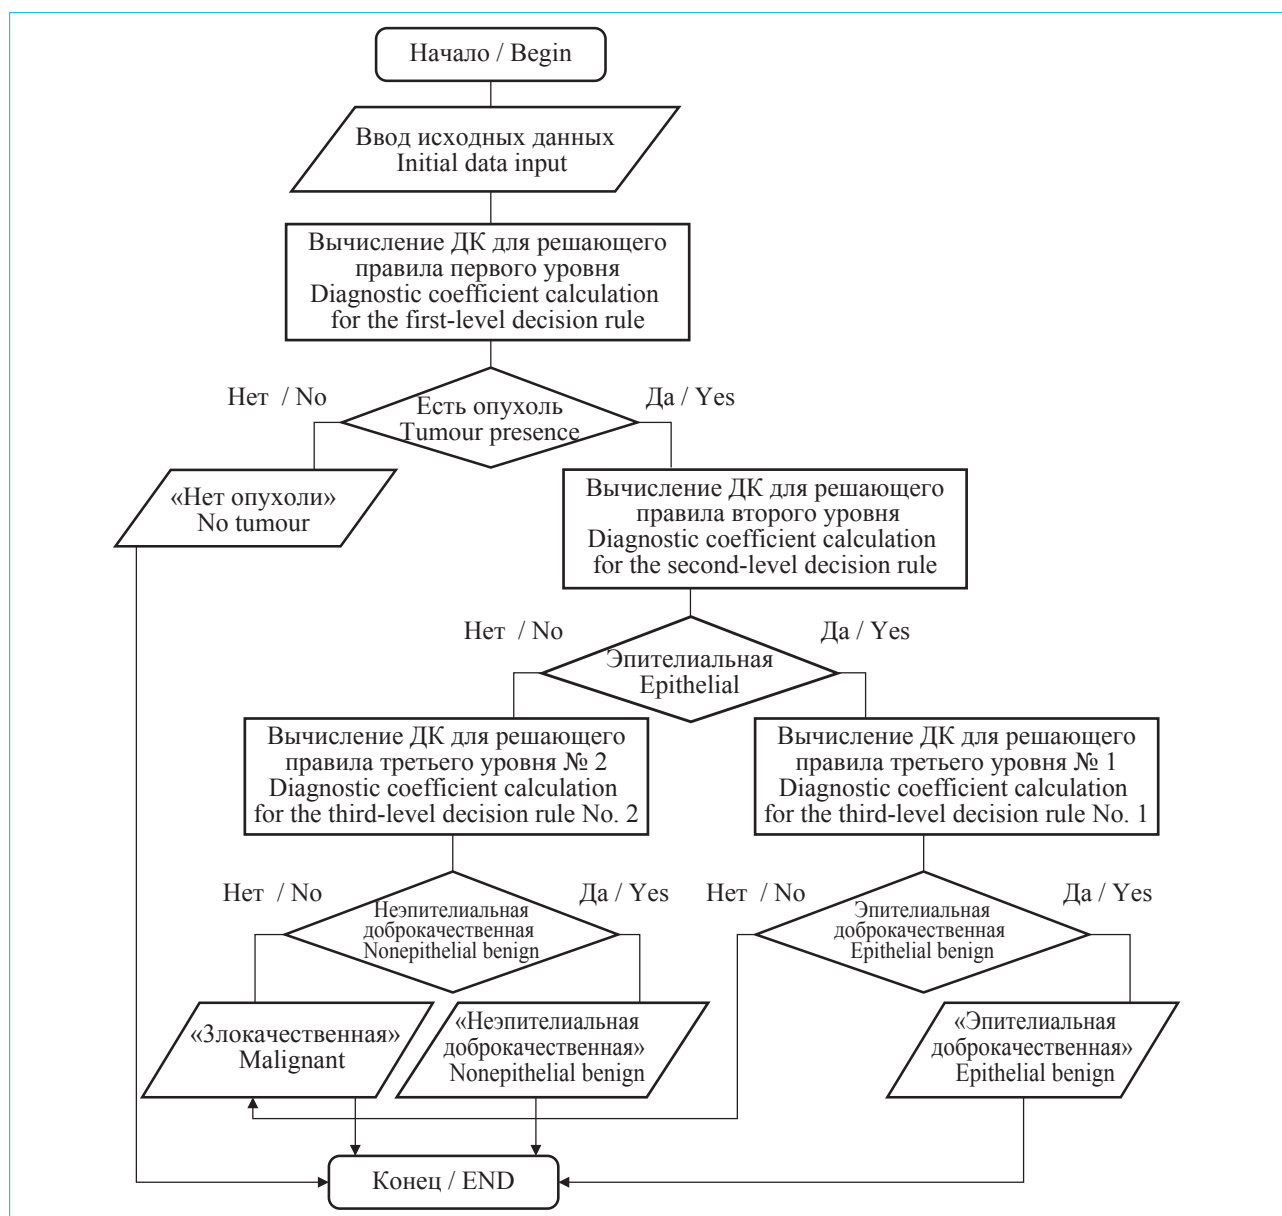 Начало / Begin
Ввод исходных данных
Initial data input
Вычисление ДК для решающего
правила первого уровня
Diagnostic coefficient calculation
for the first-level decision rule
Нет / No
Да / Yes
Есть опухоль
Tumour presence
«Нет опухоли»
No tumour
Вычисление ДК для решающего
правила второго уровня
Diagnostic coefficient calculation
for the second-level decision rule
Нет / No
Да / Yes
Эпителиальная
Epithelial
Вычисление ДК для решающего
правила третьего уровня № 2
Diagnostic coefficient calculation
for the third-level decision rule No. 2
Вычисление ДК для решающего
правила третьего уровня № 1
Diagnostic coefficient calculation
for the third-level decision rule No. 1
Нет / No
Да / Yes
Неэпителиальная
доброкачественная
Nonepithelial benign
Нет / No
Да / Yes
Эпителиальная
доброкачественная
Epithelial benign
«Злокачественная»
Malignant
«Неэпителиальная
доброкачественная»
Nonepithelial benign
«Эпителиальная
доброкачественная»
Epithelial benign
Конец / END